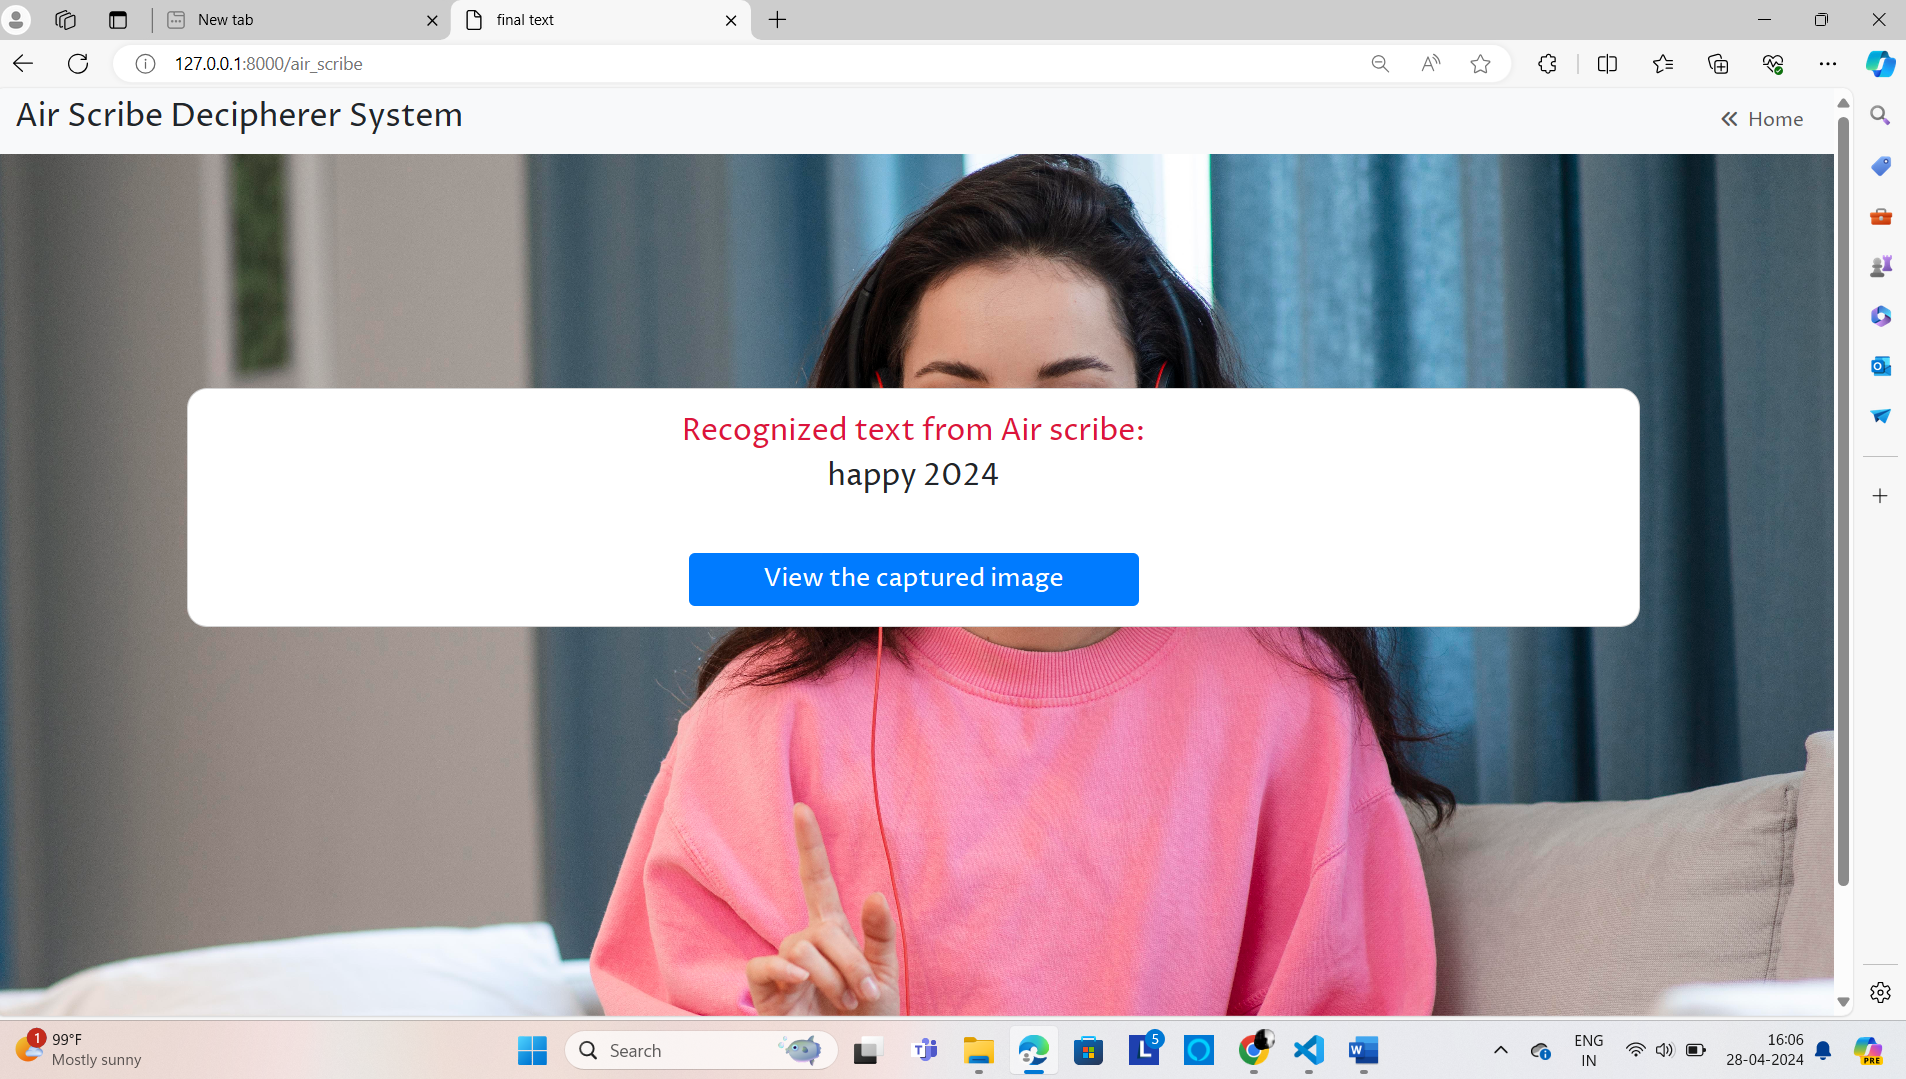 New tab
final text
127.0.0.1:8000/air_scribe
Air Scribe Decipherer System
Home
Recognized text from Air scribe:
happy 2024
View the captured image
1
99°F
Mostly sunny
Search
5
ENG
IN
16:06
28-04-2024
PRE